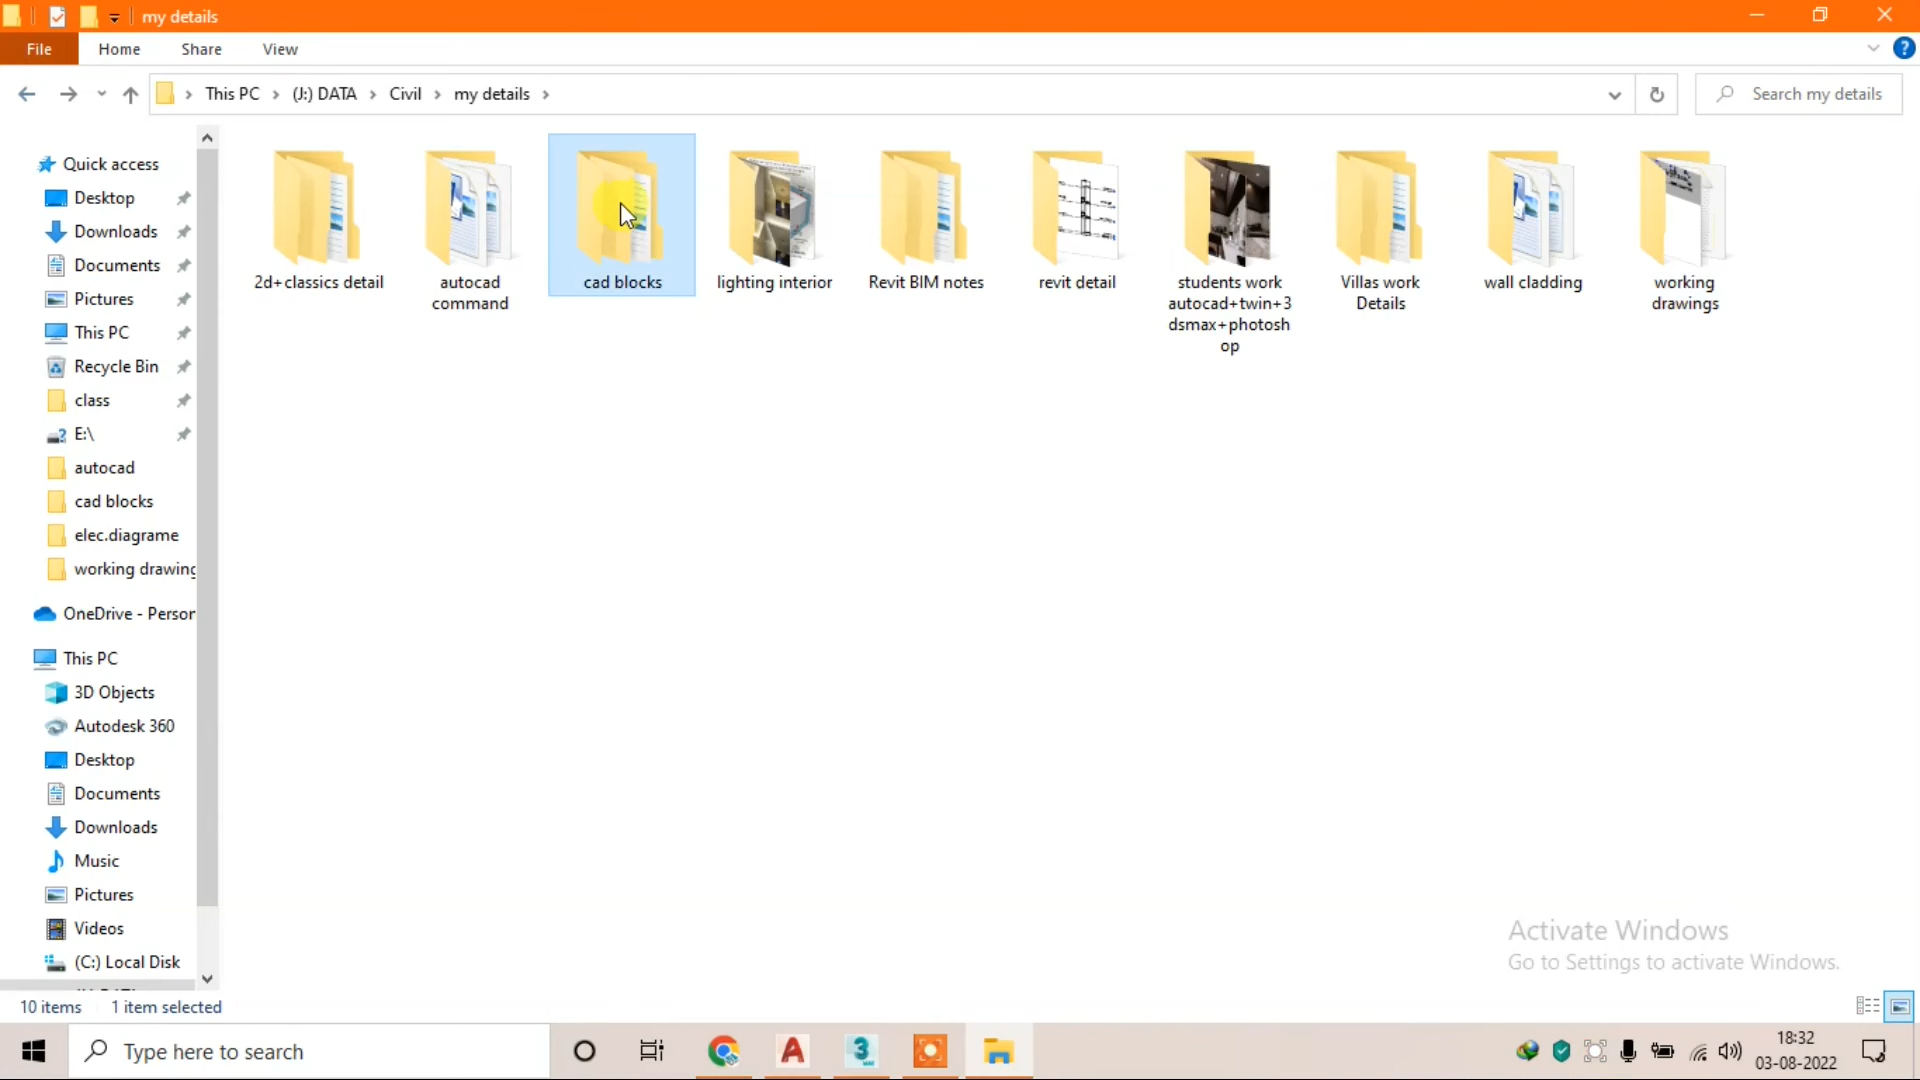 my details
File Home Share View
This PC (J:) DATA Civil my details
Search my details
Quick access
Desktop
Downloads
Documents
Pictures
This PC
Recycle Bin
class
E:\
autocad
cad blocks
elec.diagrame
working drawing
OneDrive - Person
This PC
3D Objects
Autodesk 360
Desktop
Documents
Downloads
Music
Pictures
Videos
(C:) Local Disk
2d+classics detail
autocad
command
cad blocks
lighting interior
Revit BIM notes
revit detail
students work
autocad+twin+3
dsmax+photosh
op
Villas work
Details
wall cladding
working
drawings
Activate Windows
Go to Settings to activate Windows.
10 items 1 item selected
Type here to search
18:32
03-08-2022